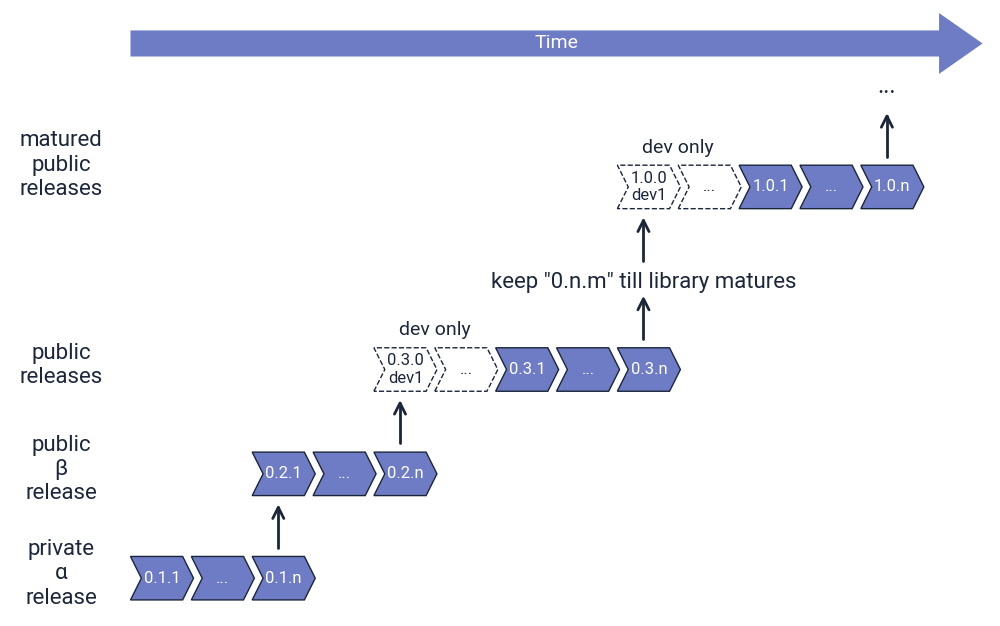 Time
...
matured
public
releases
dev only
1.0.0
dev1
...
1.0.1
...
1.0.n
keep "0.n.m" till library matures
public
releases
dev only
0.3.0
dev1
...
0.3.1
...
0.3.n
public
β
release
0.2.1
...
0.2.n
private
α
release
0.1.1
...
0.1.n